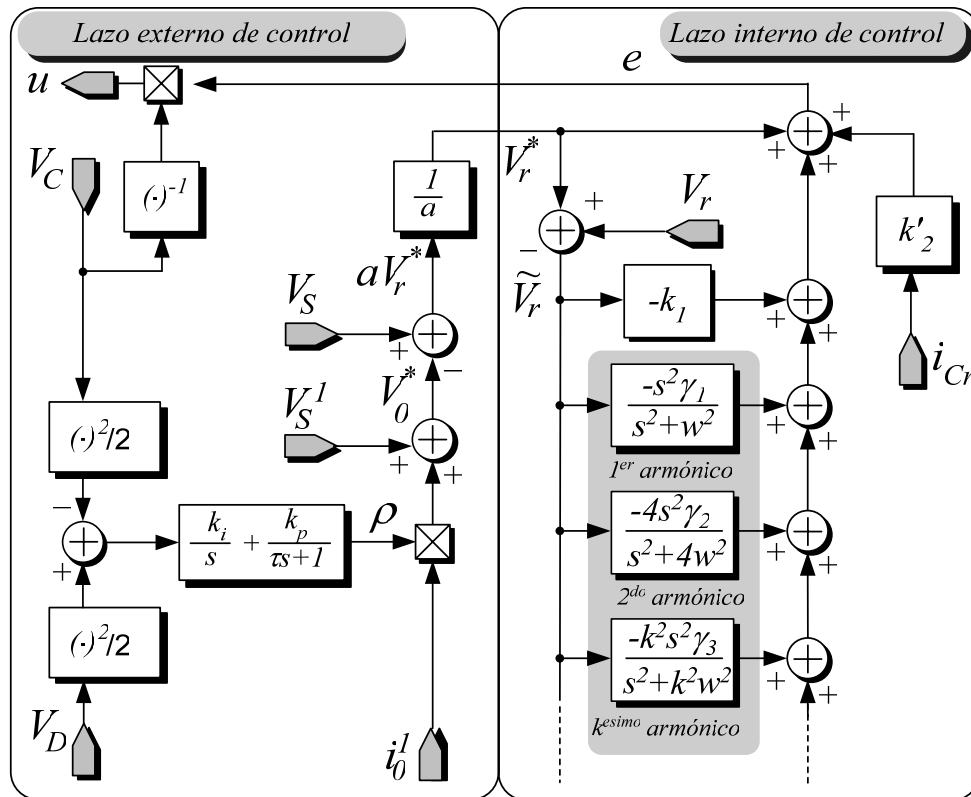 Lazo externo de control
Lazo interno de control
u
e
V_C
(·)^-1
1/a
V_r^*
V_r
+
-
k'_2
i_Cr
aV_r^*
V_S
Ṽ_r
-k_1
+
-
V_0^*
V_S^1
+
+
(·)^2/2
-s^2γ_1
s^2+w^2
1^er armónico
-
+
k_i/s + k_p/(τs+1)
ρ
-4s^2γ_2
s^2+4w^2
2^do armónico
(·)^2/2
-k^2s^2γ_3
s^2+k^2w^2
k^esimo armónico
V_D
i_0^1
+
+
+
+
+
+
+
+
+
+
+
+